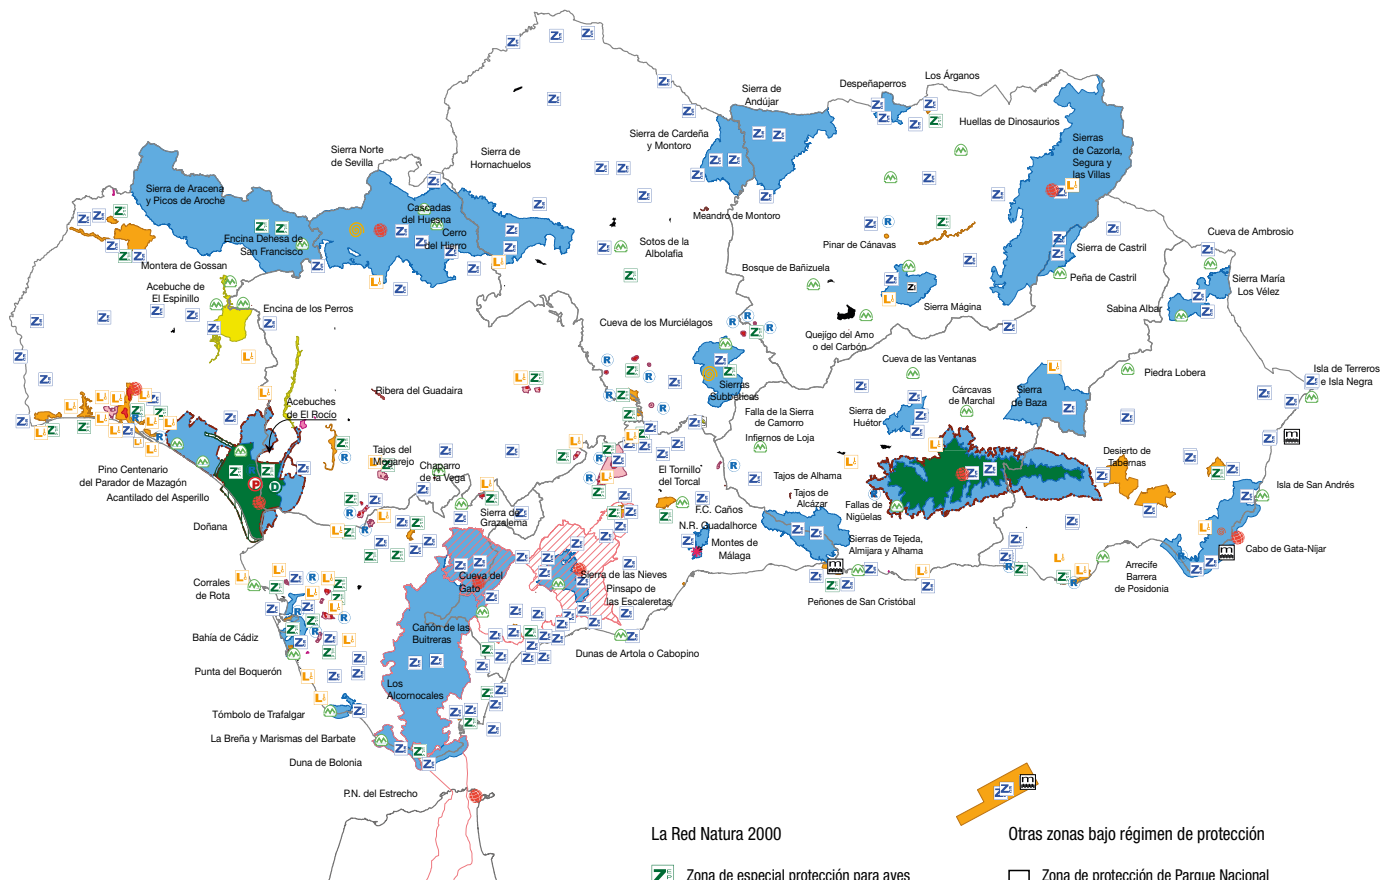 Sierra de
Andújar
Despeñaperros
Los Órganos
Huellas de Dinosaurios
Sierra de Cardeña
y Montoro
Sierras
de Cazorla,
Segura y
las Villas
Sierra Norte
de Sevilla
Sierra de
Hornachuelos
Sierra de Aracena
y Picos de Aroche
Cascadas
del Huesna
Cerro
del Hierro
Encina Dehesa de
San Francisco
Meandro de Montoro
Sotos de la
Albolafia
Pinar de Cánavas
Sierra de Castril
Cueva de Ambrosio
Montera de Gossan
Bosque de Bañizuela
Peña de Castril
Sierra María
Los Vélez
Acebuche de
El Espinillo
Encina de los Perros
Sierra Mágina
Sabina Albar
Cueva de los Murciélagos
Quejigo del Amo
o del Carbón
Cueva de las Ventanas
Piedra Lobera
Isla de Terreros
e Isla Negra
Ribera del Guadaira
Sierras
Subbéticas
Cárcavas
de Marchal
Sierra
de Baza
Acebuches
de El Rocío
Falla de la Sierra
de Camorro
Sierra de
Huétor
Infiernos de Loja
Tajos del
Mogarejo
Chaparro
de la Vega
Desierto de
Tabernas
Pino Centenario
del Parador de Mazagón
El Tornillo
del Torcal
Tajos de Alhama
Isla de San Andrés
Acantilado del Asperillo
Tajos de
Alcázar
F.C. Caños
Fallas de
Nigüelas
Sierra de
Grazalema
Doñana
N.R. Guadalhorce
Montes de
Málaga
Sierras de Tejeda,
Almijara y Alhama
Cabo de Gata-Níjar
Arrecife
Barrera
de Posidonia
Corrales
de Rota
Cueva del
Gato
Sierra de las Nieves
Pinsapo de
las Escaleretas
Peñones de San Cristóbal
Bahía de Cádiz
Cañón de las
Buitreras
Dunas de Artola o Cabopino
Punta del Boquerón
Los
Alcornocales
Tómbolo de Trafalgar
La Breña y Marismas del Barbate
Duna de Bolonia
P.N. del Estrecho
La Red Natura 2000
Otras zonas bajo régimen de protección
Zona de especial protección para aves
Zona de protección de Parque Nacional